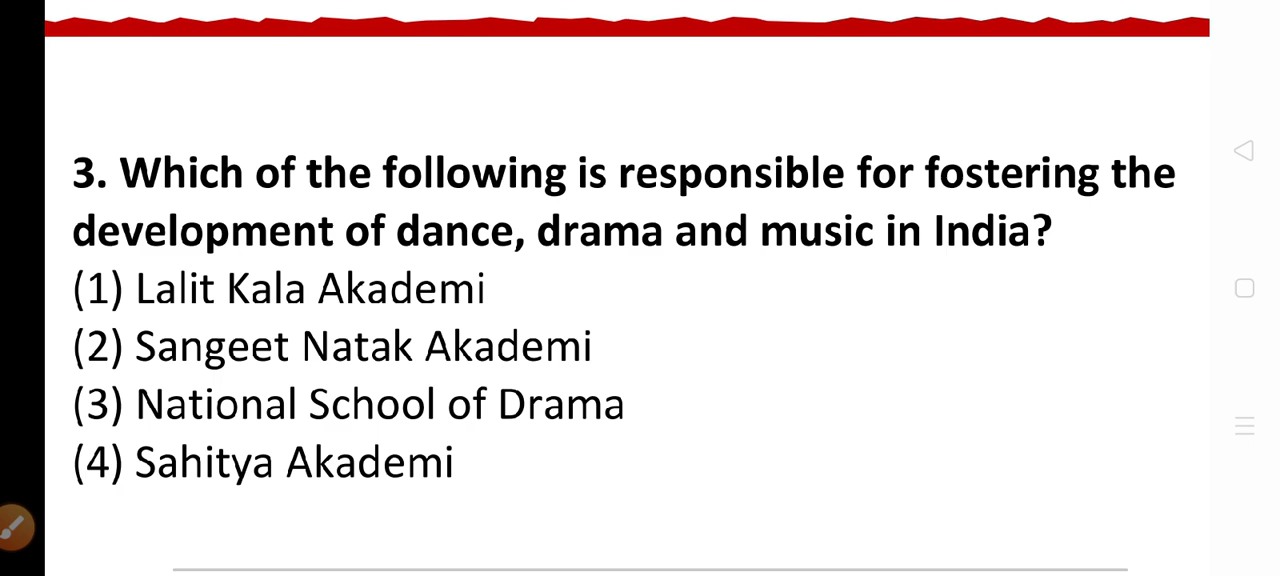 3. Which of the following is responsible for fostering the
development of dance, drama and music in India?
(1) Lalit Kala Akademi
(2) Sangeet Natak Akademi
(3) National School of Drama
(4) Sahitya Akademi